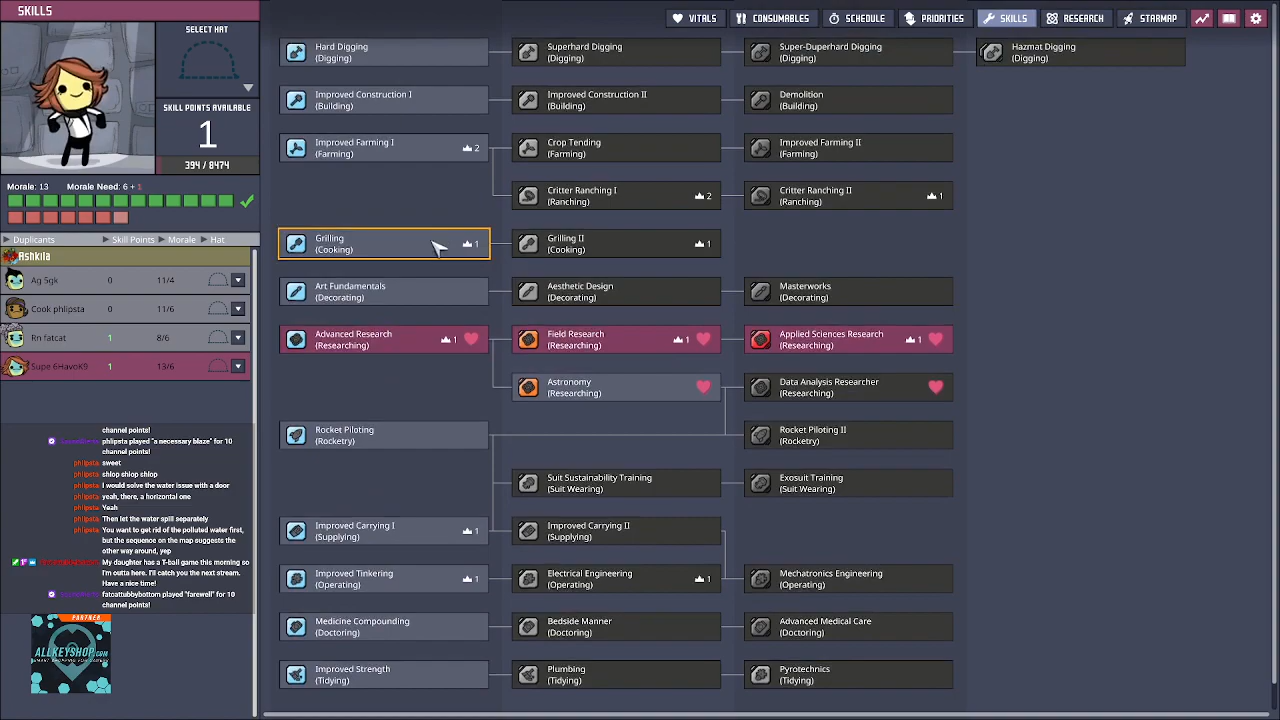 SKILLS
VITALS
CONSUMABLES
SCHEDULE
PRIORITIES
SKILLS
RESEARCH
STARMAP
SELECT HAT
SKILL POINTS AVAILABLE
1
394 / 8474
Morale: 13 Morale Need: 6 + 1
Duplicants Skill Points Morale Hat
Ashkila
Ag 5gk 0 11/4
Cook phlipsta 0 11/6
Rn fatcat 1 8/6
Supe 6HavoK9 1 13/6
channel points!
phlipsta played "a necessary blaze" for 10
channel points!
phlipsta: sweet
phlipsta: shlop shlop shlop
phlipsta: I would solve the water issue with a door
phlipsta: yeah, there, a horizontal one
phlipsta: Yeah
phlipsta: Then let the water spill separately
phlipsta: You want to get rid of the polluted water first,
but the sequence on the map suggests the
other way around, yep
My daughter has a T-ball game this morning so
I'm outta here. I'll catch you the next stream.
Have a nice time!
fatcattubbybottom played "farewell" for 10
channel points!
PARTNER
ALLKEYSHOP.COM
SMART SHOPPING FOR GAMERS
Hard Digging
(Digging)
Superhard Digging
(Digging)
Super-Duperhard Digging
(Digging)
Hazmat Digging
(Digging)
Improved Construction I
(Building)
Improved Construction II
(Building)
Demolition
(Building)
Improved Farming I
(Farming)
2
Crop Tending
(Farming)
Improved Farming II
(Farming)
Critter Ranching I
(Ranching)
2
Critter Ranching II
(Ranching)
1
Grilling
(Cooking)
1
Grilling II
(Cooking)
1
Art Fundamentals
(Decorating)
Aesthetic Design
(Decorating)
Masterworks
(Decorating)
Advanced Research
(Researching)
1
Field Research
(Researching)
1
Applied Sciences Research
(Researching)
1
Astronomy
(Researching)
Data Analysis Researcher
(Researching)
Rocket Piloting
(Rocketry)
Rocket Piloting II
(Rocketry)
Suit Sustainability Training
(Suit Wearing)
Exosuit Training
(Suit Wearing)
Improved Carrying I
(Supplying)
1
Improved Carrying II
(Supplying)
Improved Tinkering
(Operating)
1
Electrical Engineering
(Operating)
1
Mechatronics Engineering
(Operating)
Medicine Compounding
(Doctoring)
Bedside Manner
(Doctoring)
Advanced Medical Care
(Doctoring)
Improved Strength
(Tidying)
Plumbing
(Tidying)
Pyrotechnics
(Tidying)